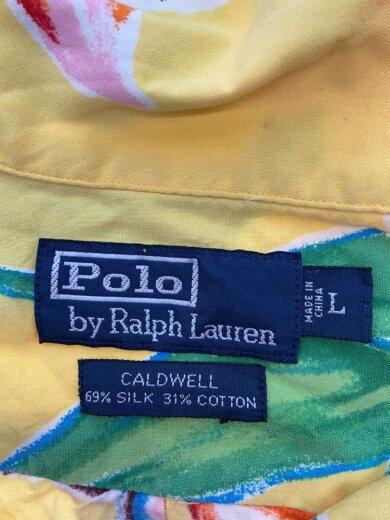 Polo
by Ralph Lauren
MADE IN
CHINA
L
CALDWELL
69% SILK 31% COTTON